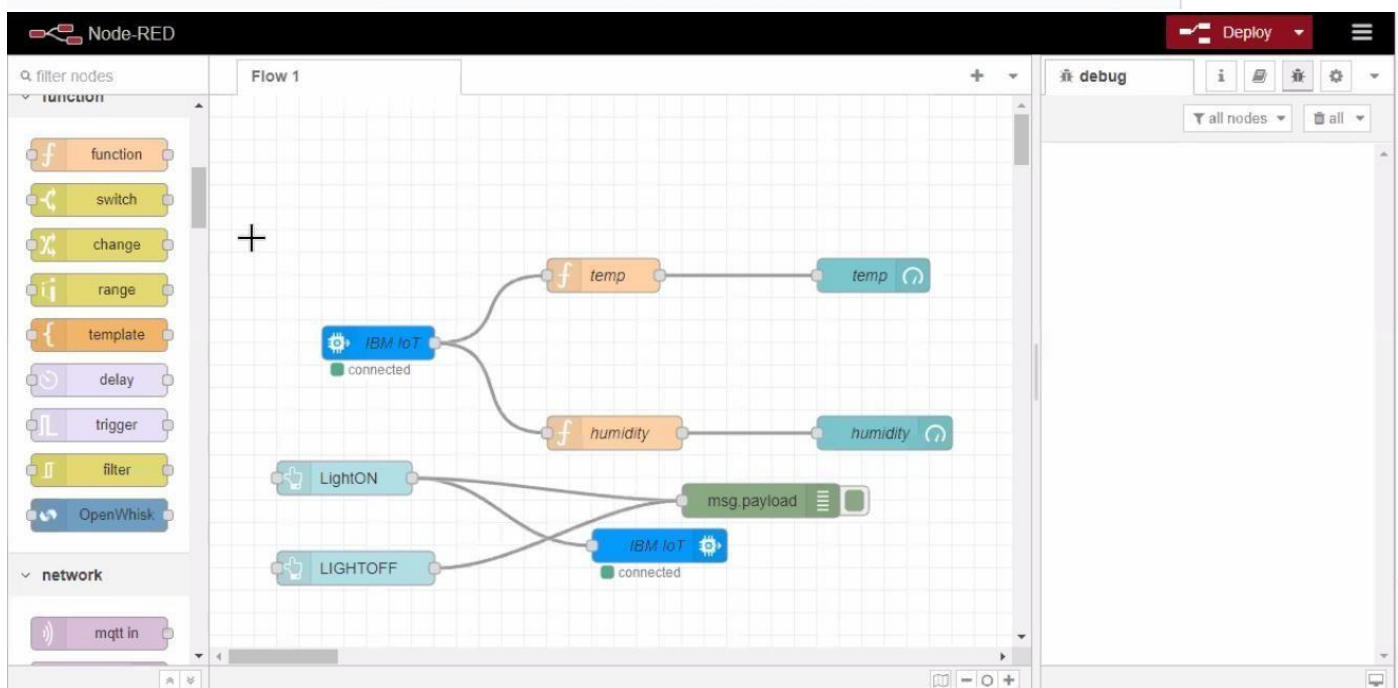 Node-RED
Deploy
filter nodes
Flow 1
debug
i
all nodes
all
function
function
switch
change
range
template
delay
trigger
filter
OpenWhisk
network
mqtt in
temp
temp
IBM IoT
connected
humidity
humidity
LightON
msg.payload
IBM IoT
LIGHTOFF
connected